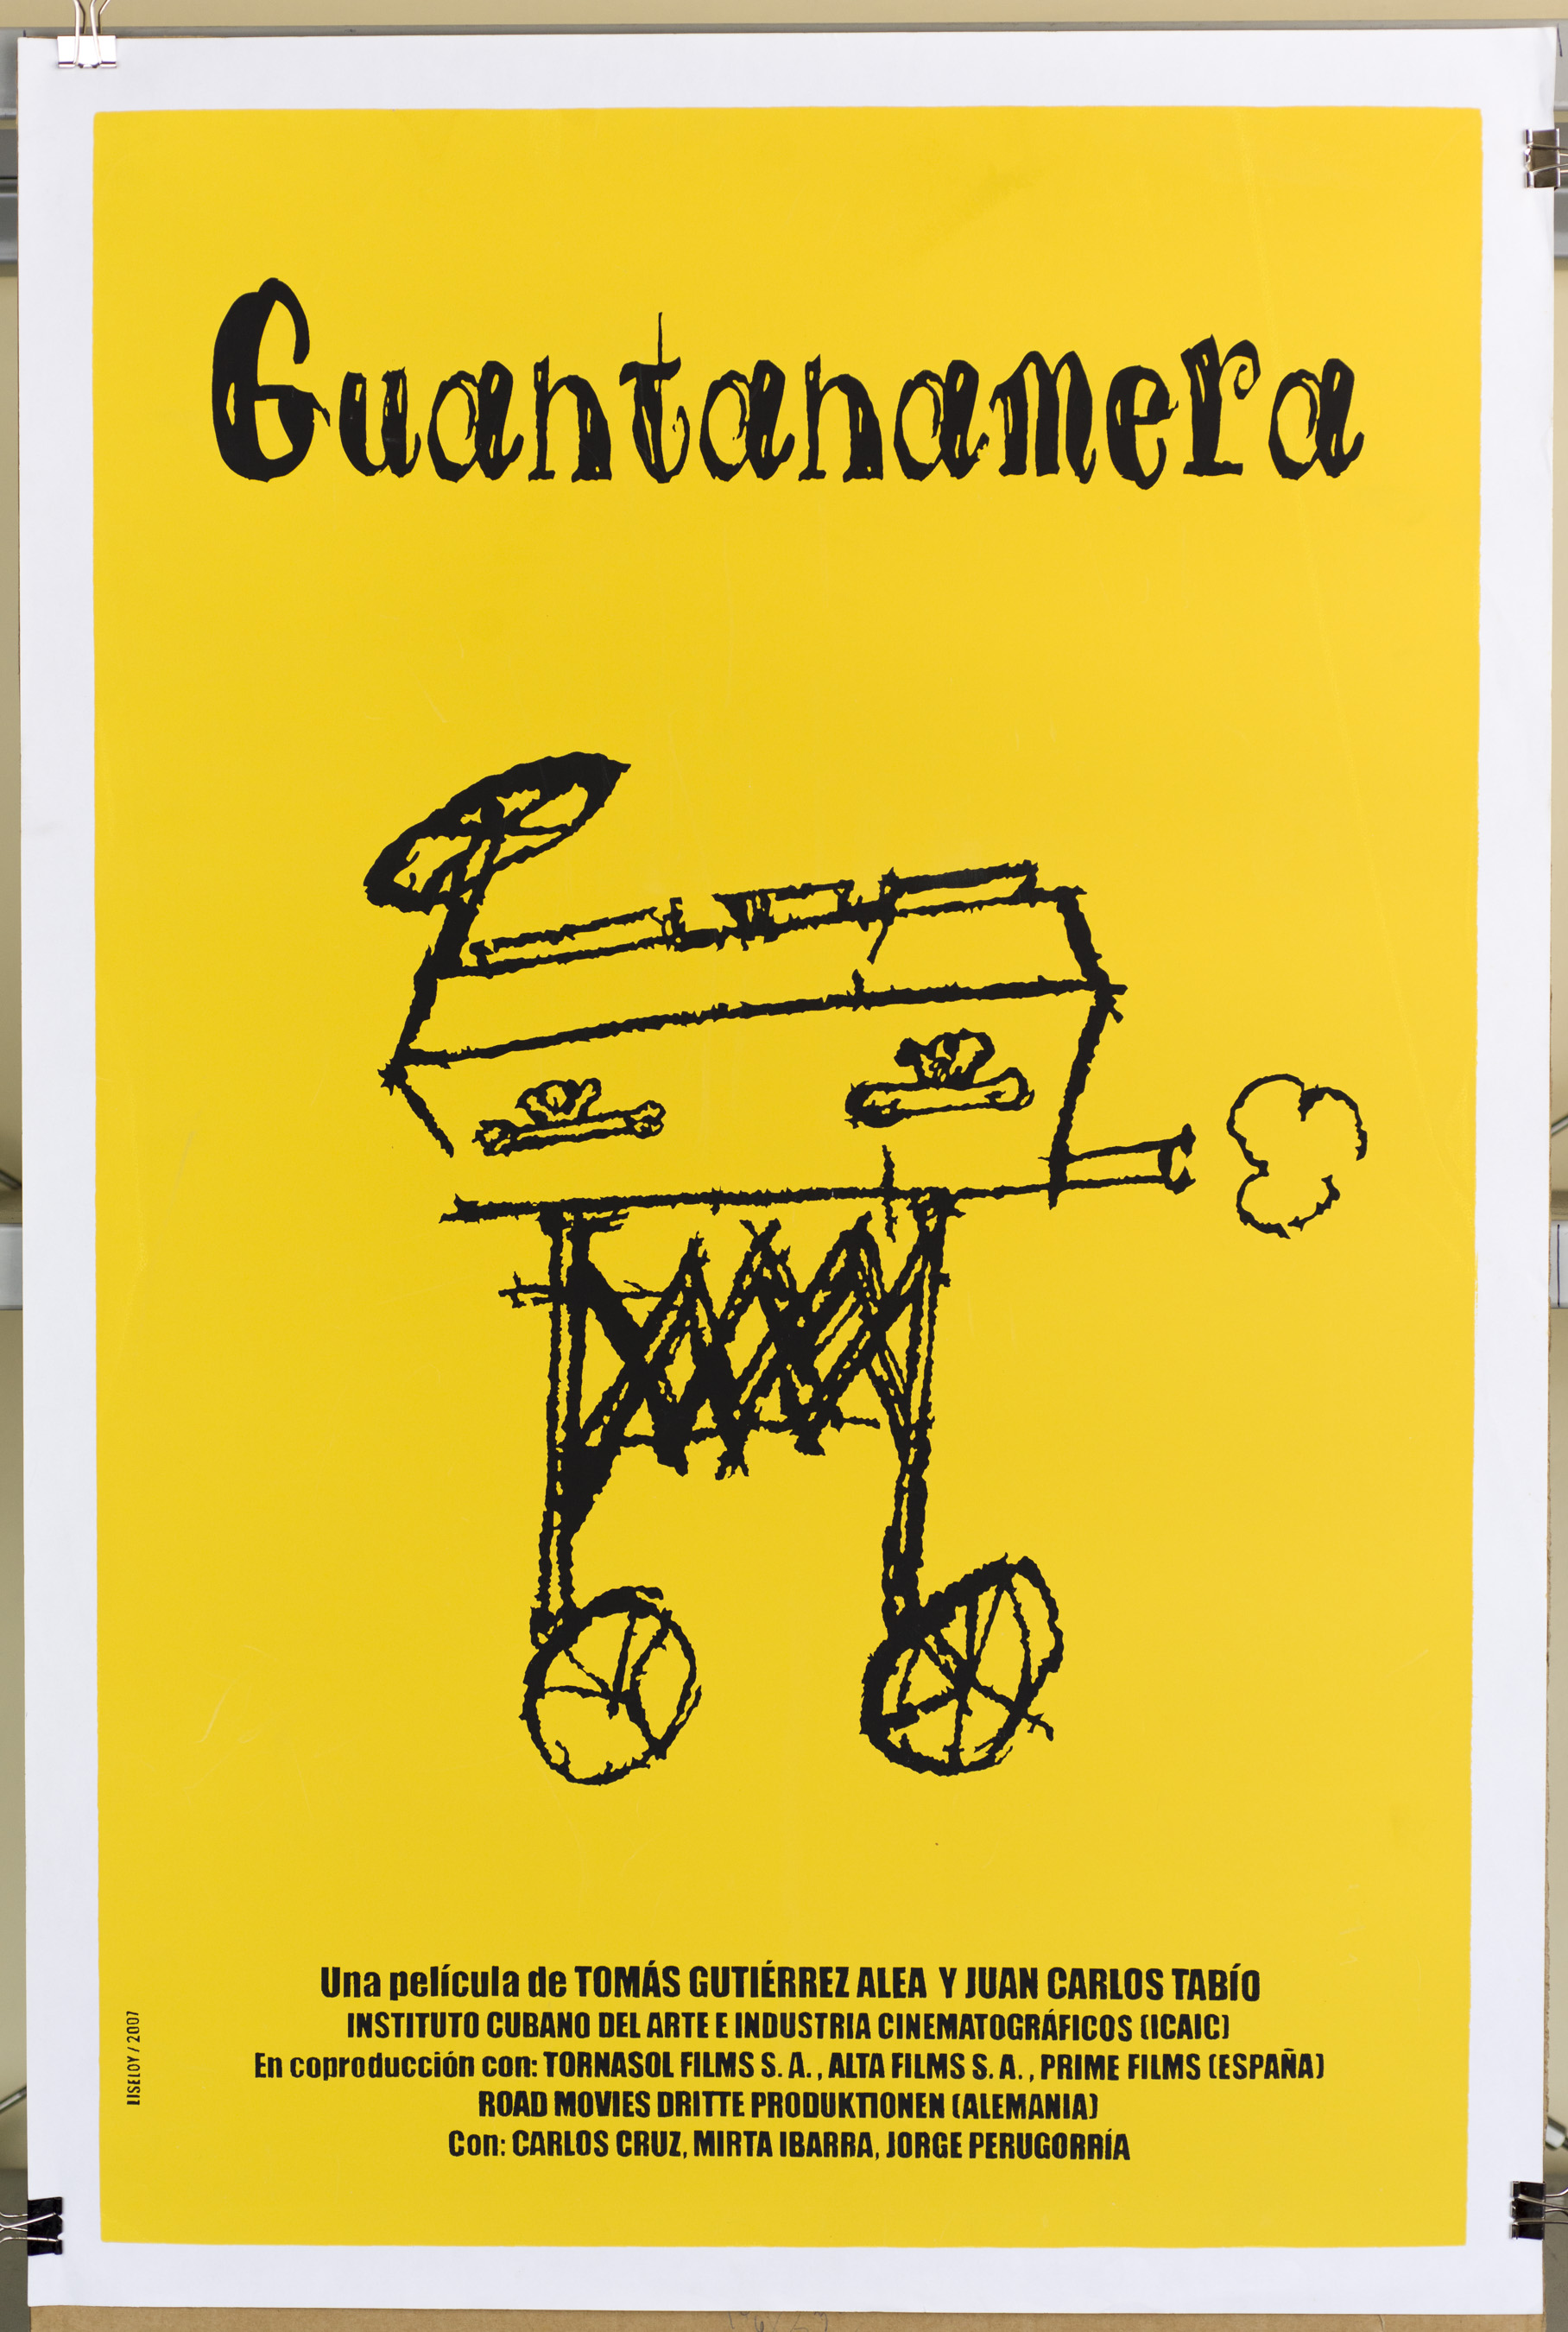 Guantanamera
Una película de TOMÁS GUTIÉRREZ ALEA Y JUAN CARLOS TABÍO
INSTITUTO CUBANO DEL ARTE E INDUSTRIA CINEMATOGRÁFICOS (ICAIC)
En coproducción con: TORNASOL FILMS S. A., ALTA FILMS S. A., PRIME FILMS (ESPAÑA)
ROAD MOVIES DRITTE PRODUKTIONEN (ALEMANIA)
Con: CARLOS CRUZ, MIRTA IBARRA, JORGE PERUGORRÍA
LISELOY / 2007